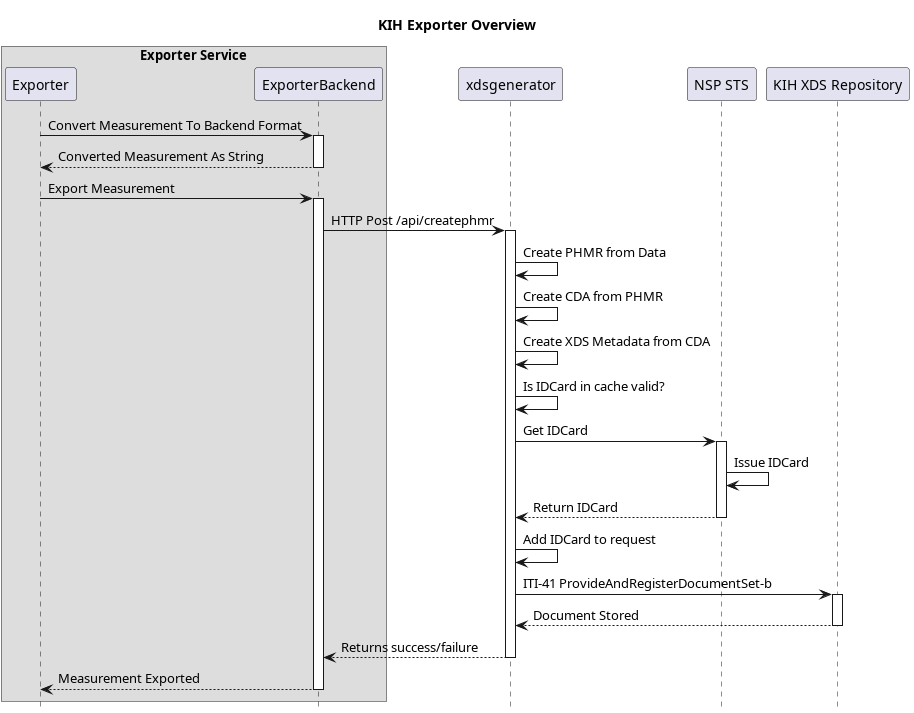 KIH Exporter Overview
Exporter Service
Exporter
ExporterBackend
xdsgenerator
NSP STS
KIH XDS Repository
Convert Measurement To Backend Format
Converted Measurement As String
Export Measurement
HTTP Post /api/createphmr
Create PHMR from Data
Create CDA from PHMR
Create XDS Metadata from CDA
Is IDCard in cache valid?
Get IDCard
Issue IDCard
Return IDCard
Add IDCard to request
ITI-41 ProvideAndRegisterDocumentSet-b
Document Stored
Returns success/failure
Measurement Exported